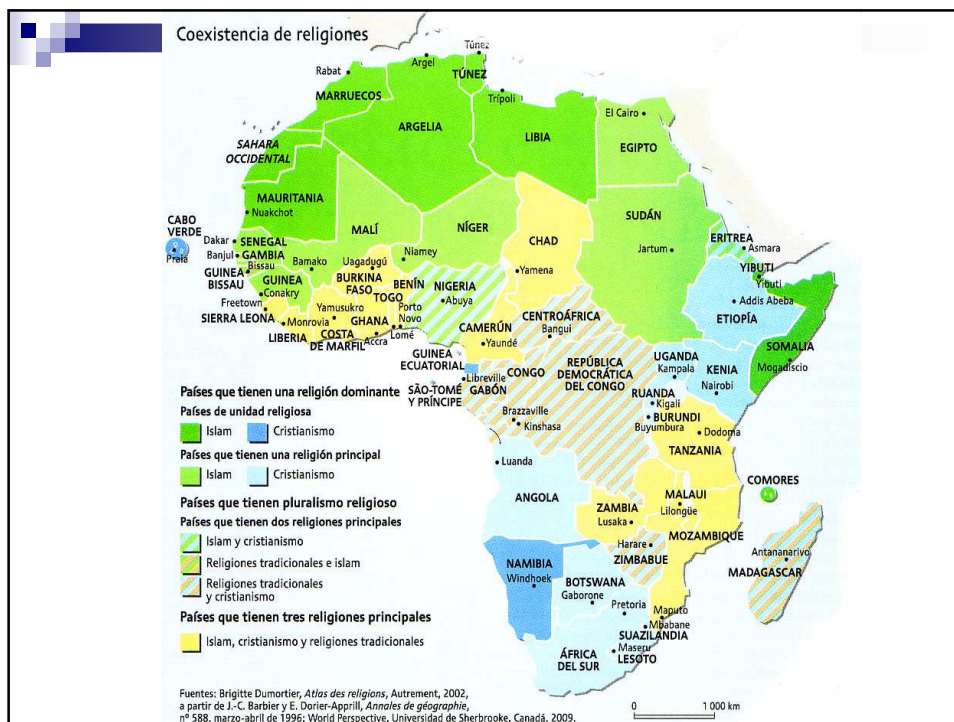 Coexistencia de religiones
Túnez
Argel
Rabat
TÚNEZ
MARRUECOS
Trípoli
El Cairo
ARGELIA
LIBIA
EGIPTO
SAHARA
OCCIDENTAL
MAURITANIA
Nuakchot
CABO
VERDE
Praia
MALÍ
NÍGER
CHAD
SUDÁN
Jartum
ERITREA
Asmara
Dakar
SENEGAL
Banjul
GAMBIA
Bissau
GUINEA
BISSAU
Bamako
Uagadugú
Niamey
Yamena
YIBUTI
Yibuti
GUINEA
Conakry
BURKINA
FASO
BENÍN
NIGERIA
Abuya
Addis Abeba
ETIOPÍA
Freetown
SIERRA LEONA
Yamusukro
TOGO
GHANA
Porto
Novo
CENTROÁFRICA
Bangui
CAMERÚN
Yaundé
Monrovia
LIBERIA
COSTA
DE MARFIL
Accra
Lomé
SOMALIA
Mogadiscio
GUINEA
ECUATORIAL
Libreville
CONGO
GABÓN
SÃO-TOMÉ
Y PRÍNCIPE
REPÚBLICA
DEMOCRÁTICA
DEL CONGO
UGANDA
Kampala
KENIA
Nairobi
RUANDA
Kigali
BURUNDI
Buyumbura
Brazzaville
Kinshasa
Dodoma
TANZANIA
Luanda
ANGOLA
COMORES
MALAUI
Lilongüe
ZAMBIA
Lusaka
MOZAMBIQUE
Harare
ZIMBABUE
Antananarivo
MADAGASCAR
NAMIBIA
Windhoek
BOTSWANA
Gaborone
Pretoria
Maputo
Mbabane
SUAZILANDIA
Maseru
LESOTO
ÁFRICA
DEL SUR
Países que tienen una religión dominante
Países de unidad religiosa
Islam
Cristianismo
Países que tienen una religión principal
Islam
Cristianismo
Países que tienen pluralismo religioso
Países que tienen dos religiones principales
Islam y cristianismo
Religiones tradicionales e islam
Religiones tradicionales
y cristianismo
Países que tienen tres religiones principales
Islam, cristianismo y religiones tradicionales
Fuentes: Brigitte Dumortier, Atlas des religions, Autrement, 2002,
a partir de J.-C. Barbier y E. Dorier-Apprill, Annales de géographie,
nº 588, marzo-abril de 1996; World Perspective, Universidad de Sherbrooke, Canadá, 2009.
0 1 000 km